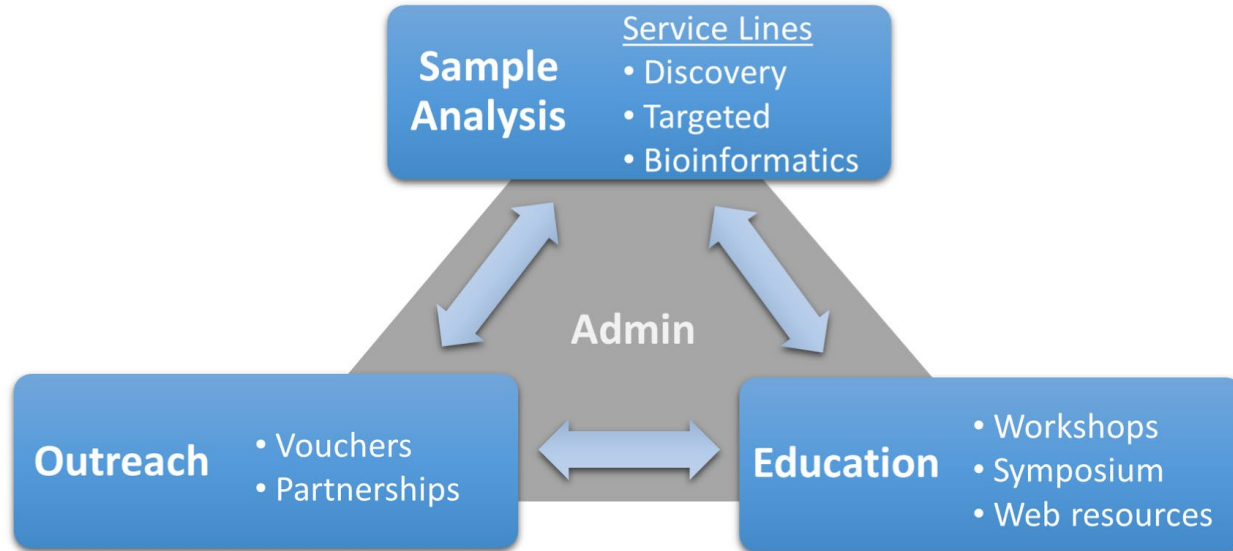 Sample
Analysis
Service Lines
• Discovery
• Targeted
• Bioinformatics
Admin
Outreach
• Vouchers
• Partnerships
Education
• Workshops
• Symposium
• Web resources